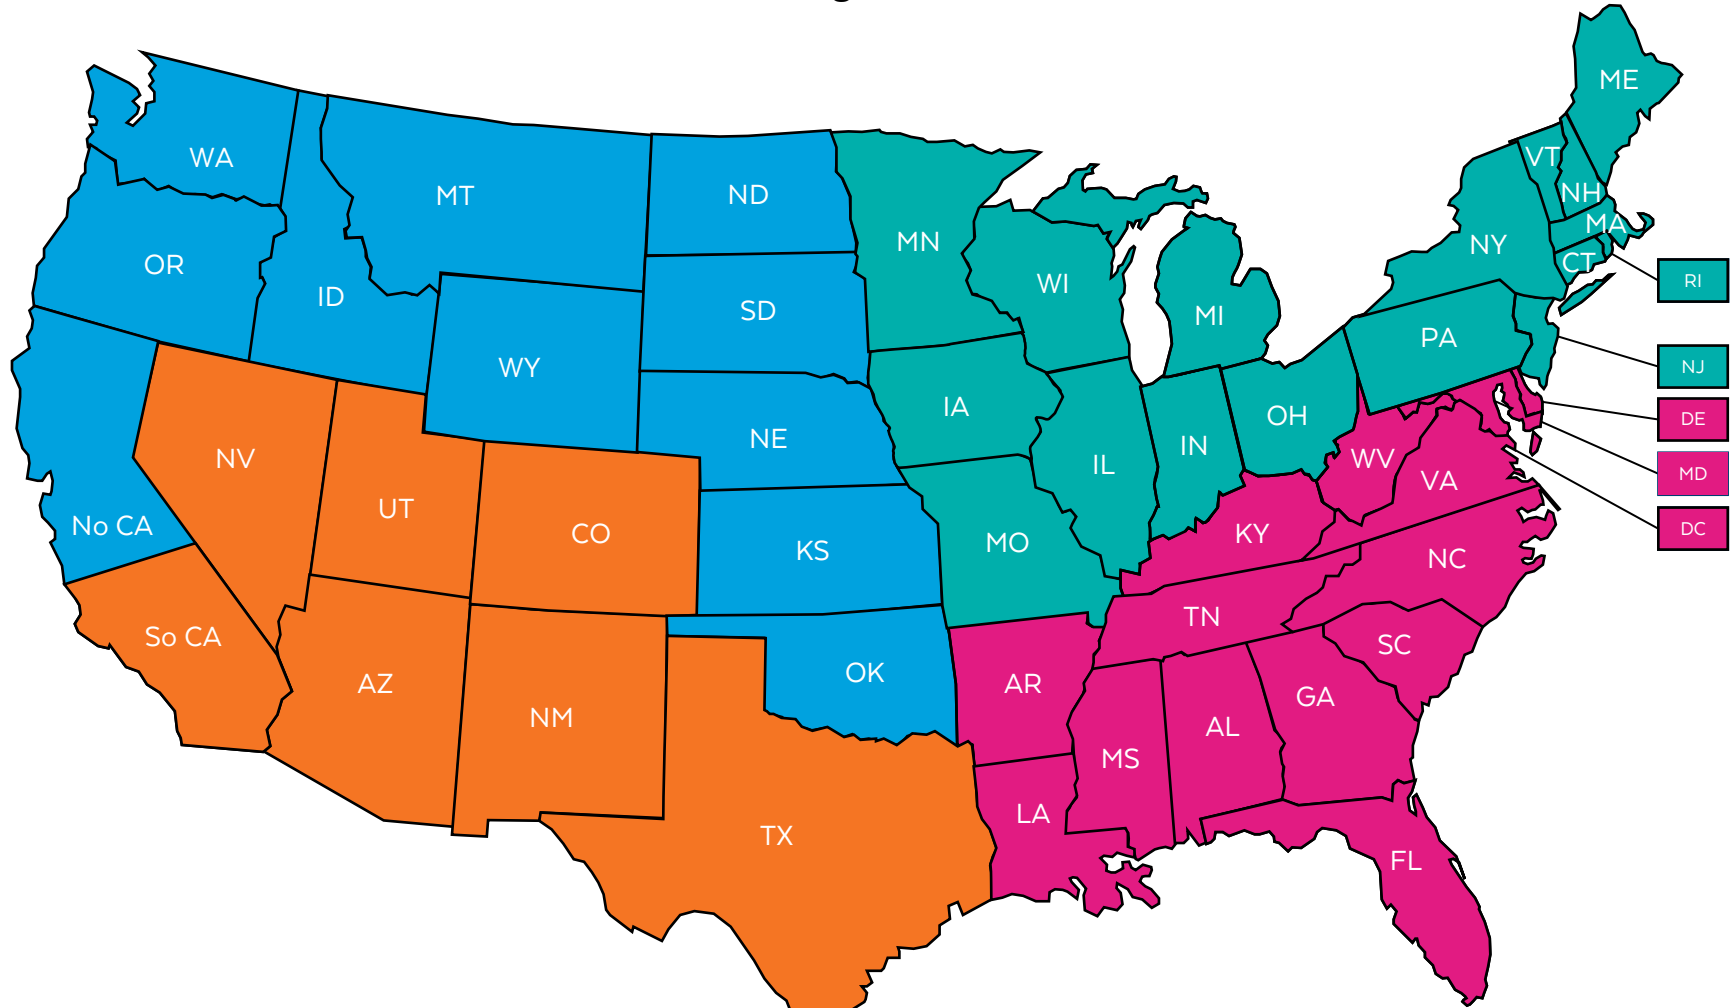 ME
WA
VT
MT
ND
NH
MA
MN
NY
OR
CT
RI
WI
ID
SD
MI
PA
WY
NJ
IA
OH
DE
NE
IN
NV
WV
IL
MD
VA
UT
No CA
CO
KY
DC
MO
KS
NC
TN
So CA
SC
OK
AZ
AR
GA
NM
AL
MS
LA
TX
FL